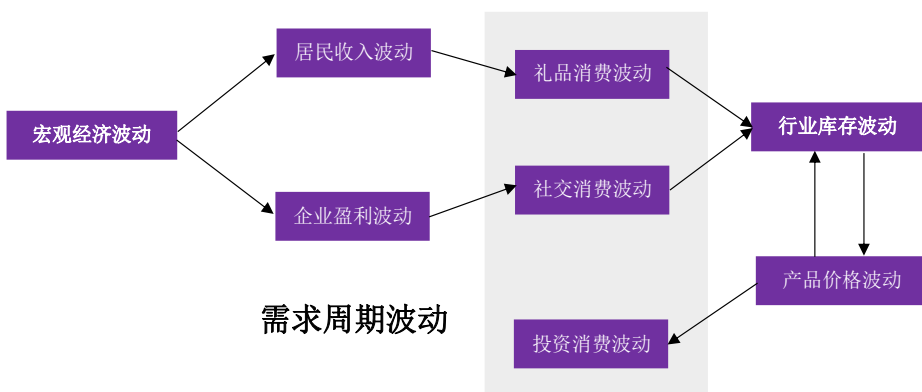 居民收入波动
礼品消费波动
宏观经济波动
行业库存波动
企业盈利波动
社交消费波动
产品价格波动
需求周期波动
投资消费波动